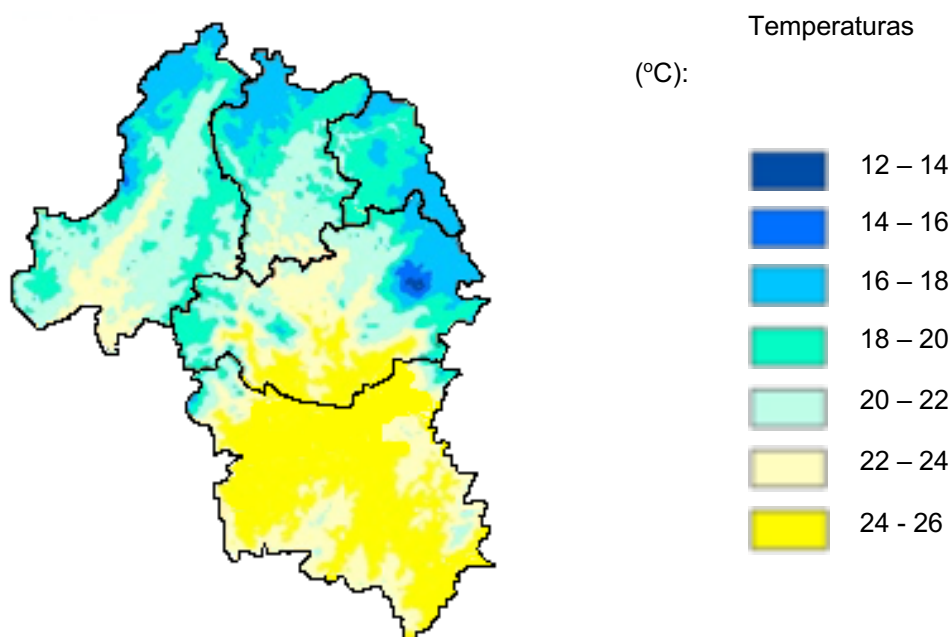 Temperaturas
(ºC):
12 – 14
14 – 16
16 – 18
18 – 20
20 – 22
22 – 24
24 - 26